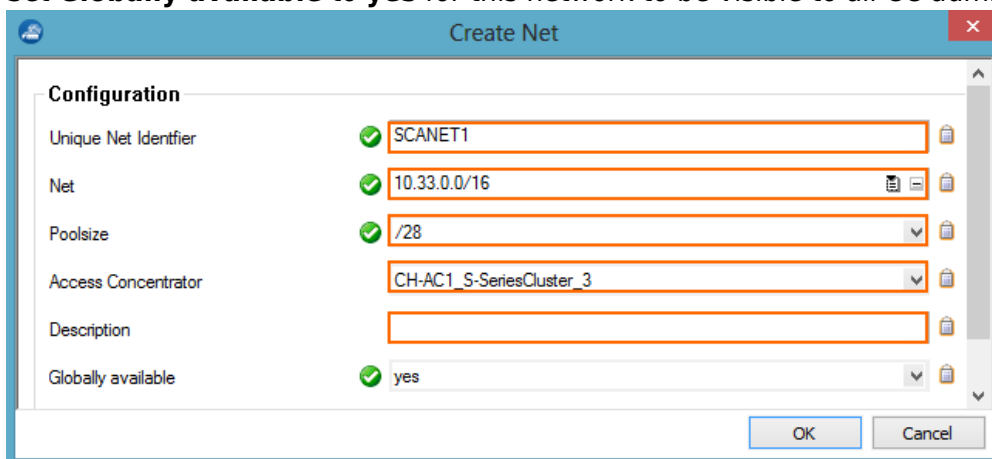 Create Net
Configuration
Unique Net Identfier SCANET1
Net 10.33.0.0/16
Poolsize /28
Access Concentrator CH-AC1_S-SeriesCluster_3
Description
Globally available yes
OK Cancel